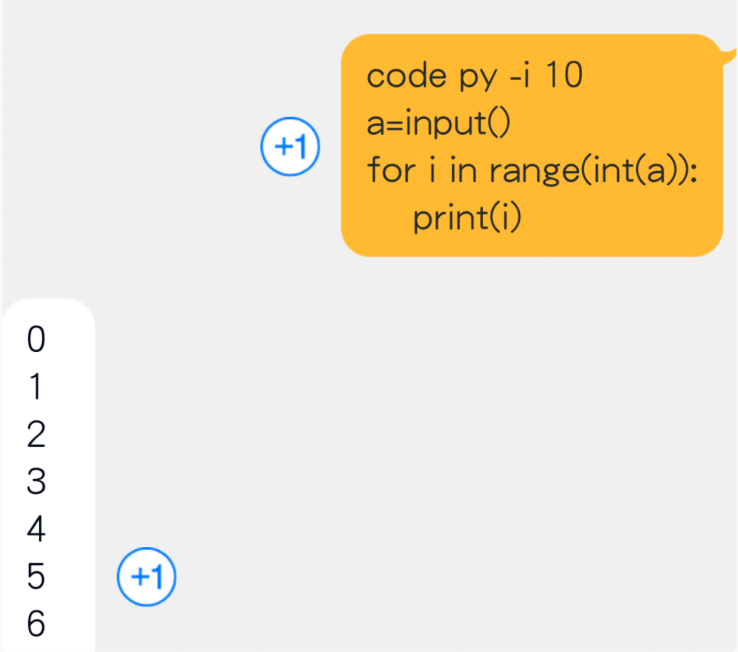 code py -i 10
a=input()
+1
for i in range(int(a)):
    print(i)
0
1
2
3
4
5
+1
6